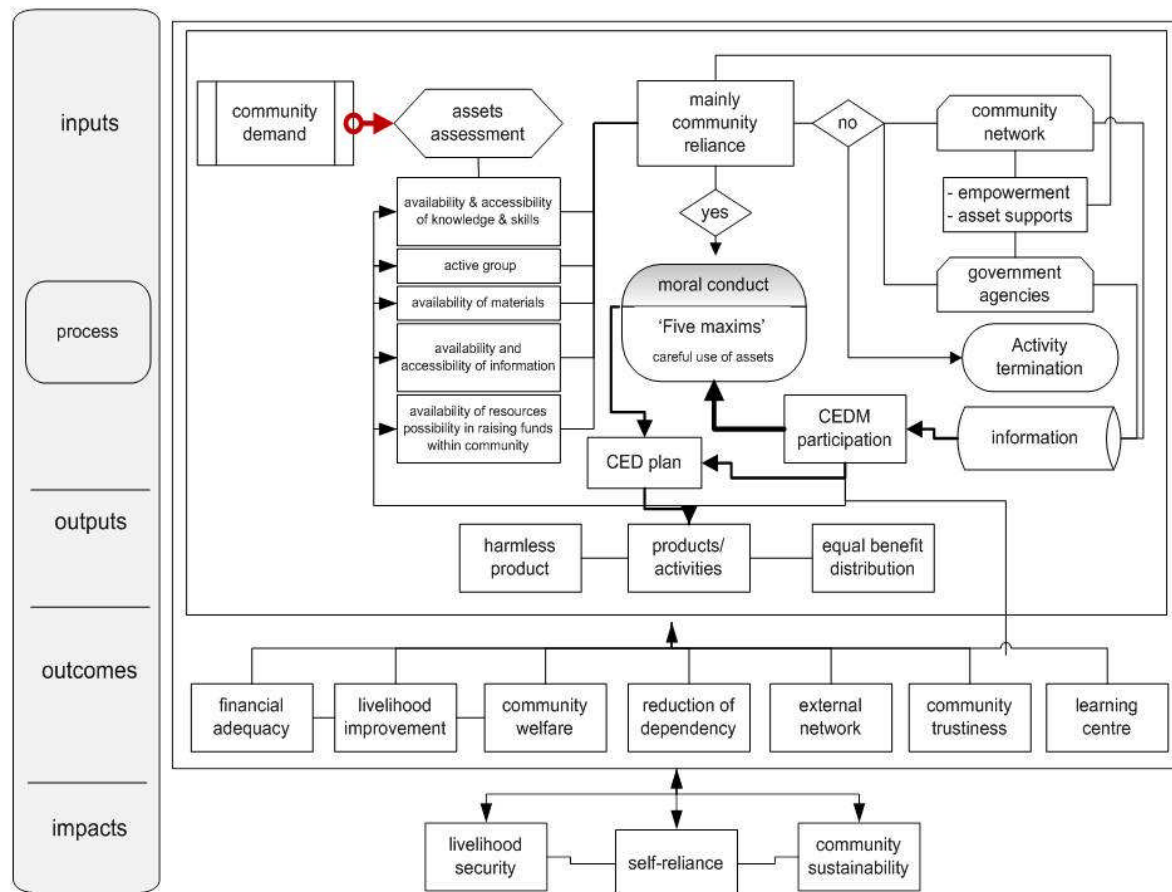 inputs
process
outputs
outcomes
impacts
community
demand
assets
assessment
availability & accessibility
of knowledge & skills
active group
availability of materials
availability and
accessibility of information
availability of resources
possibility in raising funds
within community
mainly
community
reliance
no
yes
community
network
- empowerment
- asset supports
government
agencies
Activity
termination
moral conduct
‘Five maxims’
careful use of assets
CEDM
participation
information
CED plan
harmless
product
products/
activities
equal benefit
distribution
financial
adequacy
livelihood
improvement
community
welfare
reduction of
dependency
external
network
community
trustiness
learning
centre
livelihood
security
self-reliance
community
sustainability